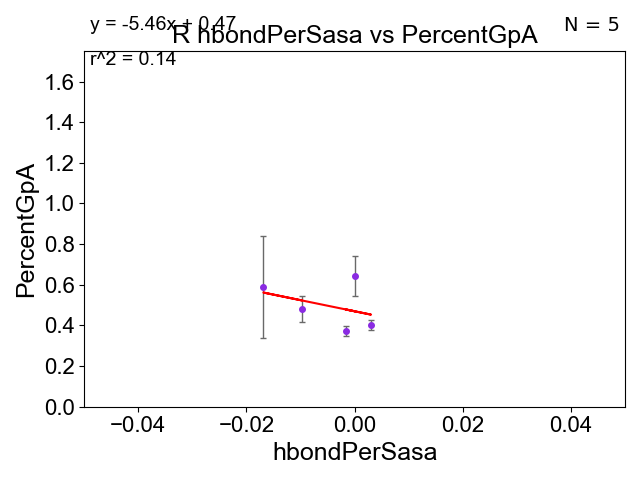 y = -5.46x + 0.47
N = 5
R hbondPerSasa vs PercentGpA
r^2 = 0.14
PercentGpA
1.6
1.4
1.2
1.0
0.8
0.6
0.4
0.2
0.0
−0.04 −0.02 0.00 0.02 0.04
hbondPerSasa